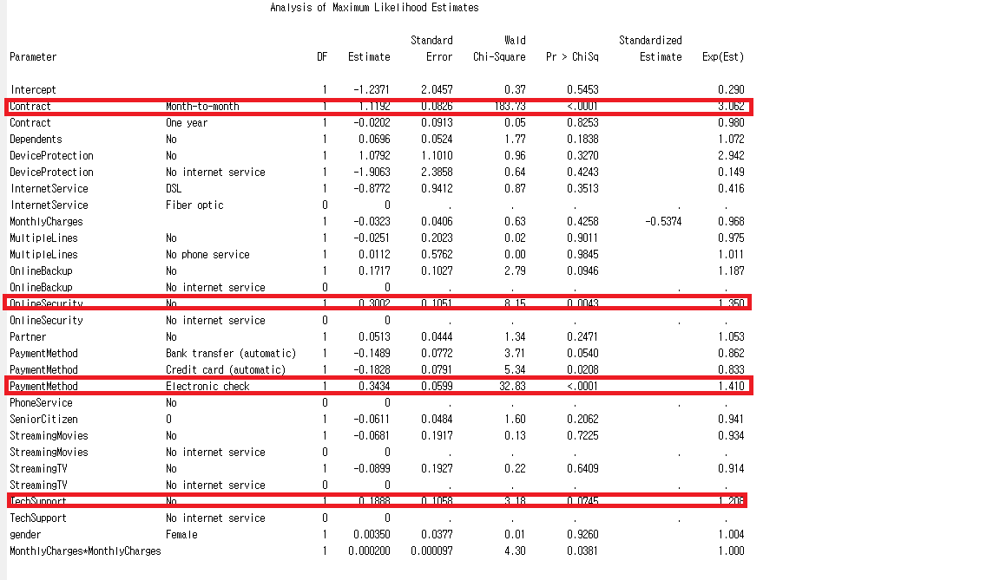 Analysis of Maximum Likelihood Estimates
Standard Wald Standardized
Parameter DF Estimate Error Chi-Square Pr > ChiSq Estimate Exp(Est)
Intercept 1 -1.2371 2.0457 0.37 0.5453 0.290
Contract Month-to-month 1 1.1192 0.0826 183.73 <.0001 3.062
Contract One year 1 -0.0202 0.0913 0.05 0.8253 0.980
Dependents No 1 0.0696 0.0524 1.77 0.1838 1.072
DeviceProtection No 1 1.0792 1.1010 0.96 0.3270 2.942
DeviceProtection No internet service 1 -1.9063 2.3858 0.64 0.4243 0.149
InternetService DSL 1 -0.8772 0.9412 0.87 0.3513 0.416
InternetService Fiber optic 0 0 . . . . .
MonthlyCharges 1 -0.0323 0.0406 0.63 0.4258 -0.5374 0.968
MultipleLines No 1 -0.0251 0.2023 0.02 0.9011 0.975
MultipleLines No phone service 1 0.0112 0.5762 0.00 0.9845 1.011
OnlineBackup No 1 0.1717 0.1027 2.79 0.0946 1.187
OnlineBackup No internet service 0 0 . . . . .
OnlineSecurity No 1 0.3002 0.1051 8.15 0.0043 1.350
OnlineSecurity No internet service 0 0 . . . . .
Partner No 1 0.0513 0.0444 1.34 0.2471 1.053
PaymentMethod Bank transfer (automatic) 1 -0.1489 0.0772 3.71 0.0540 0.862
PaymentMethod Credit card (automatic) 1 -0.1828 0.0791 5.34 0.0208 0.833
PaymentMethod Electronic check 1 0.3434 0.0599 32.83 <.0001 1.410
PhoneService No 0 0 . . . . .
SeniorCitizen 0 1 -0.0611 0.0484 1.60 0.2062 0.941
StreamingMovies No 1 -0.0681 0.1917 0.13 0.7225 0.934
StreamingMovies No internet service 0 0 . . . . .
StreamingTV No 1 -0.0899 0.1927 0.22 0.6409 0.914
StreamingTV No internet service 0 0 . . . . .
TechSupport No 1 0.1888 0.1058 3.18 0.0745 1.208
TechSupport No internet service 0 0 . . . . .
gender Female 1 0.00350 0.0377 0.01 0.9260 1.004
MonthlyCharges*MonthlyCharges 1 0.000200 0.000097 4.30 0.0381 1.000